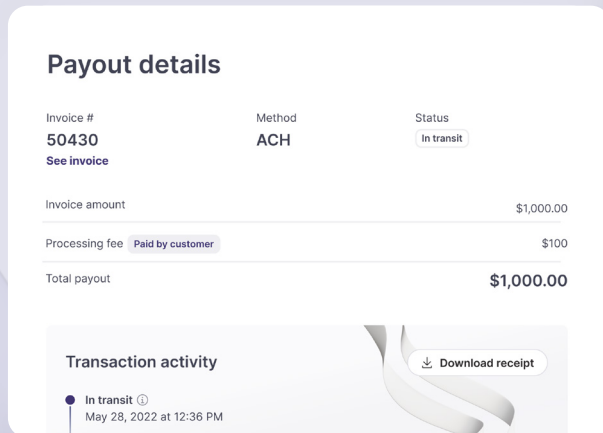 Payout details
Invoice # Method Status
50430 ACH In transit
See invoice
Invoice amount $1,000.00
Processing fee Paid by customer $100
Total payout $1,000.00
Transaction activity Download receipt
In transit
May 28, 2022 at 12:36 PM